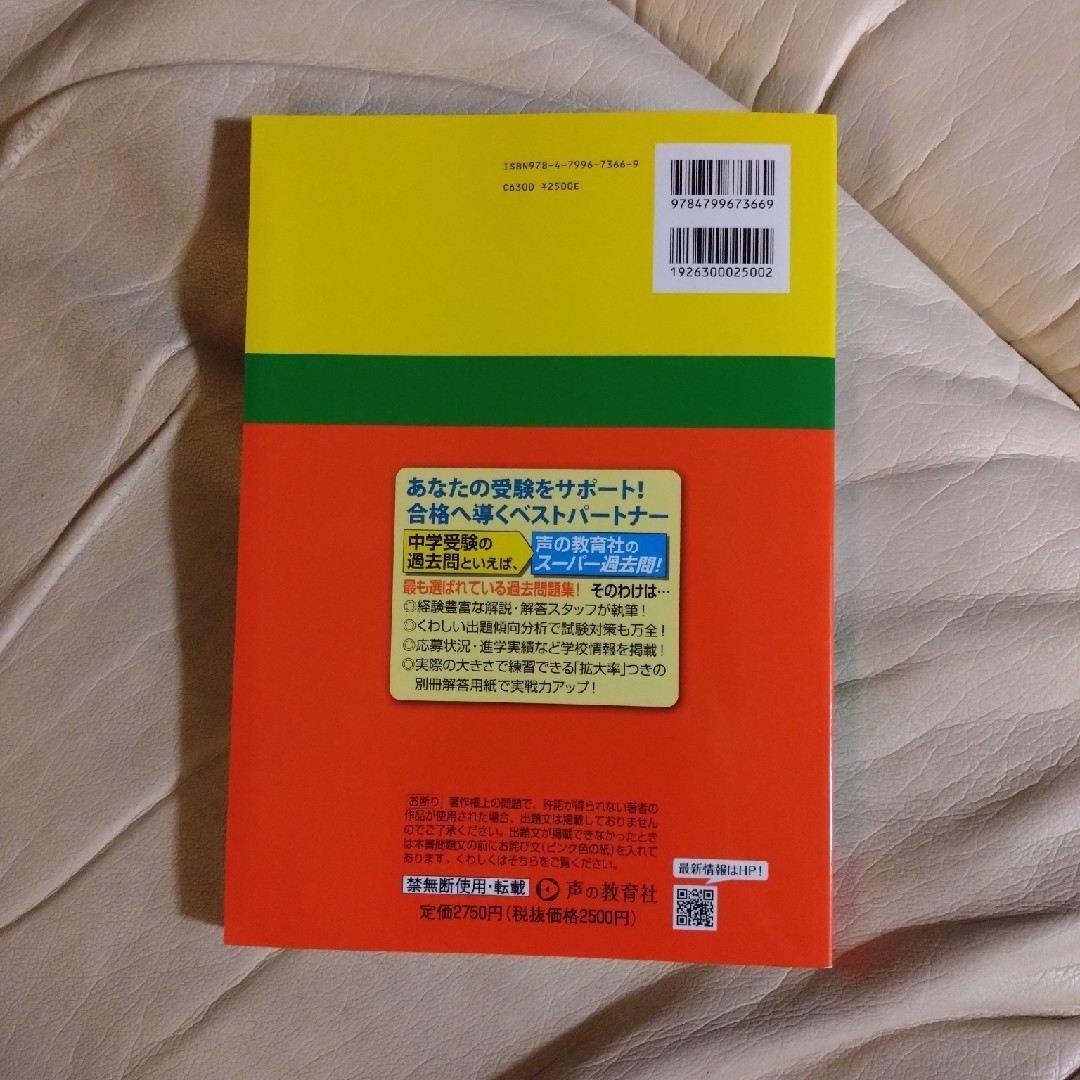 ISBN978-4-7996-7366-9
C6300 ¥2500E
9784799673669
1926300025002
あなたの受験をサポート!
合格へ導くベストパートナー
中学受験の
過去問といえば、
声の教育社の
スーパー過去問!
最も選ばれている過去問題集! そのわけは…
◎経験豊富な解説・解答スタッフが執筆!
◎くわしい出題傾向分析で試験対策も万全!
◎応募状況・進学実績など学校情報を掲載!
◎実際の大きさで練習できる「拡大率」つきの
別冊解答用紙で実戦力アップ!
お断り 著作権上の問題で、許諾が得られない著者の
作品が使用された場合、出題文は掲載しておりません
のでご了承ください。出題文が掲載できなかったときは
本書問題文の前にお詫び文(ピンク色の紙)を入れて
あります。くわしくはそちらをご覧ください。
最新情報はHP!
禁無断使用・転載 声の教育社
定価2750円(税抜価格2500円)